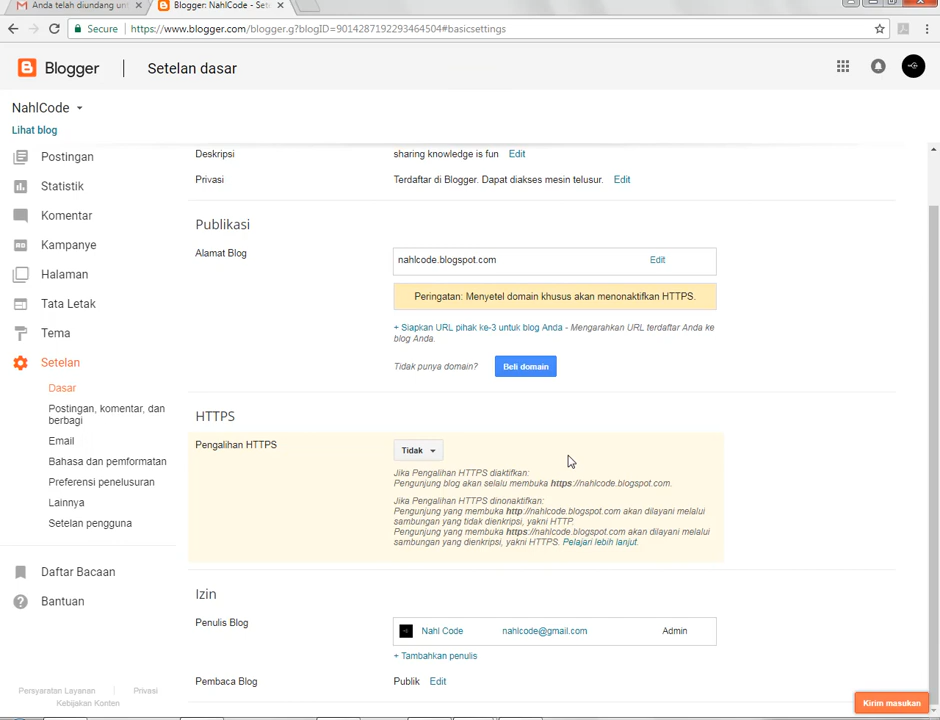 Anda telah diundang un
Blogger: NahlCode - Set
Secure
https://www.blogger.com/blogger.g?blogID=9014287192293464504#basicsettings
Blogger
Setelan dasar
NahlCode
Lihat blog
Postingan
Statistik
Komentar
Kampanye
Halaman
Tata Letak
Tema
Setelan
Dasar
Postingan, komentar, dan
berbagi
Email
Bahasa dan pemformatan
Preferensi penelusuran
Lainnya
Setelan pengguna
Daftar Bacaan
Bantuan
Persyaratan Layanan
Privasi
Kebijakan Konten
Deskripsi
sharing knowledge is fun Edit
Privasi
Terdaftar di Blogger. Dapat diakses mesin telusur. Edit
Publikasi
Alamat Blog
nahlcode.blogspot.com Edit
Peringatan: Menyetel domain khusus akan menonaktifkan HTTPS.
+ Siapkan URL pihak ke-3 untuk blog Anda - Mengarahkan URL terdaftar Anda ke
blog Anda.
Tidak punya domain? Beli domain
HTTPS
Pengalihan HTTPS
Tidak
Jika Pengalihan HTTPS diaktifkan:
Pengunjung blog akan selalu membuka https://nahlcode.blogspot.com.
Jika Pengalihan HTTPS dinonaktifkan:
Pengunjung yang membuka http://nahlcode.blogspot.com akan dilayani melalui
sambungan yang tidak dienkripsi, yakni HTTP.
Pengunjung yang membuka https://nahlcode.blogspot.com akan dilayani melalui
sambungan yang dienkripsi, yakni HTTPS. Pelajari lebih lanjut.
Izin
Penulis Blog
Nahl Code nahlcode@gmail.com Admin
+ Tambahkan penulis
Pembaca Blog
Publik Edit
Kirim masukan